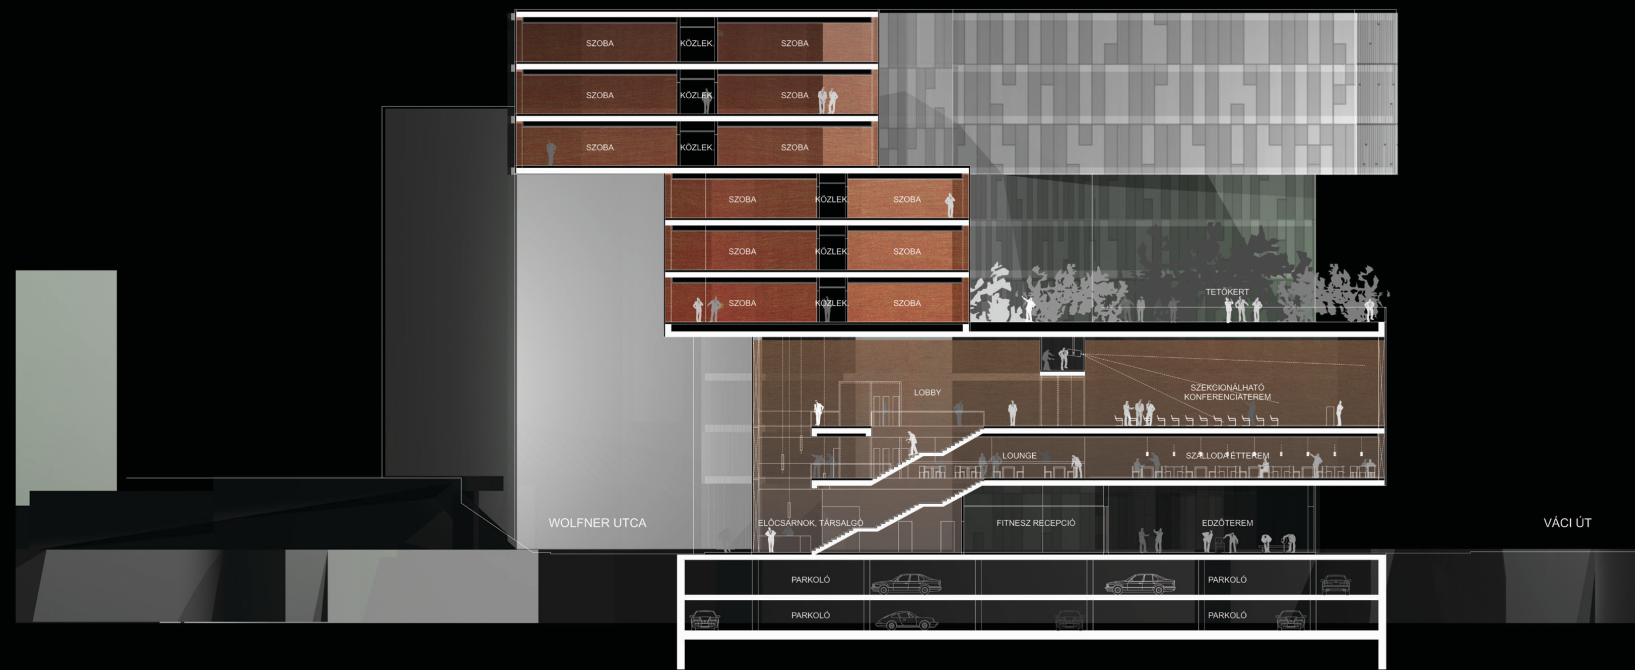 SZOBA KÖZLEK. SZOBA
SZOBA KÖZLEK. SZOBA
SZOBA KÖZLEK. SZOBA
SZOBA KÖZLEK. SZOBA
SZOBA KÖZLEK. SZOBA
SZOBA KÖZLEK. SZOBA
TETŐKERT
LOBBY
SZEKCIONÁLHATÓ
KONFERENCIATEREM
LOUNGE
SZÁLLODAI ÉTTEREM
WOLFNER UTCA
ELŐCSARNOK, TÁRSALGÓ
FITNESZ RECEPCIÓ
EDZŐTEREM
VÁCI ÚT
PARKOLÓ PARKOLÓ
PARKOLÓ PARKOLÓ